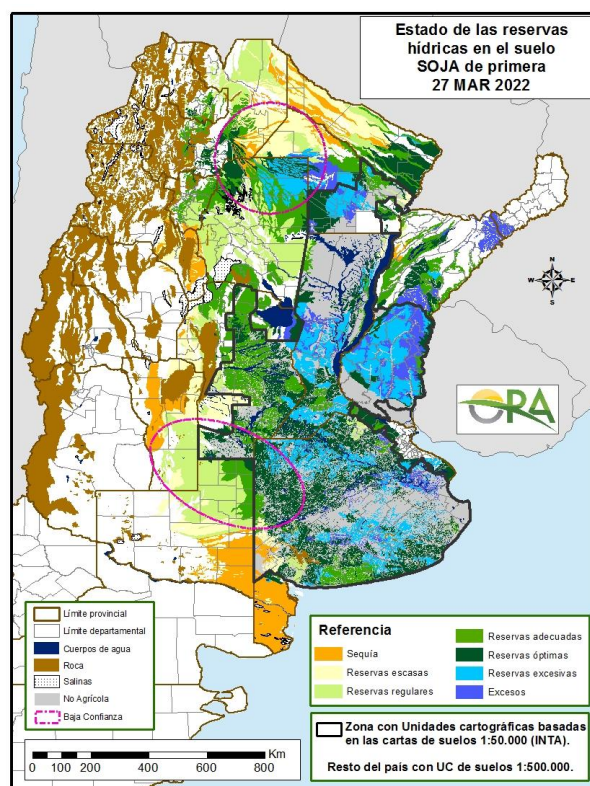 Estado de las reservas
hídricas en el suelo
SOJA de primera
27 MAR 2022
N
W
E
S
ORA
Límite provincial
Límite departamental
Cuerpos de agua
Roca
Salinas
No Agrícola
Baja Confianza
Referencia
Sequía
Reservas escasas
Reservas regulares
Reservas adecuadas
Reservas óptimas
Reservas excesivas
Excesos
Zona con Unidades cartográficas basadas
en las cartas de suelos 1:50.000 (INTA).
Resto del país con UC de suelos 1:500.000.
Km
0 100 200 400 600 800